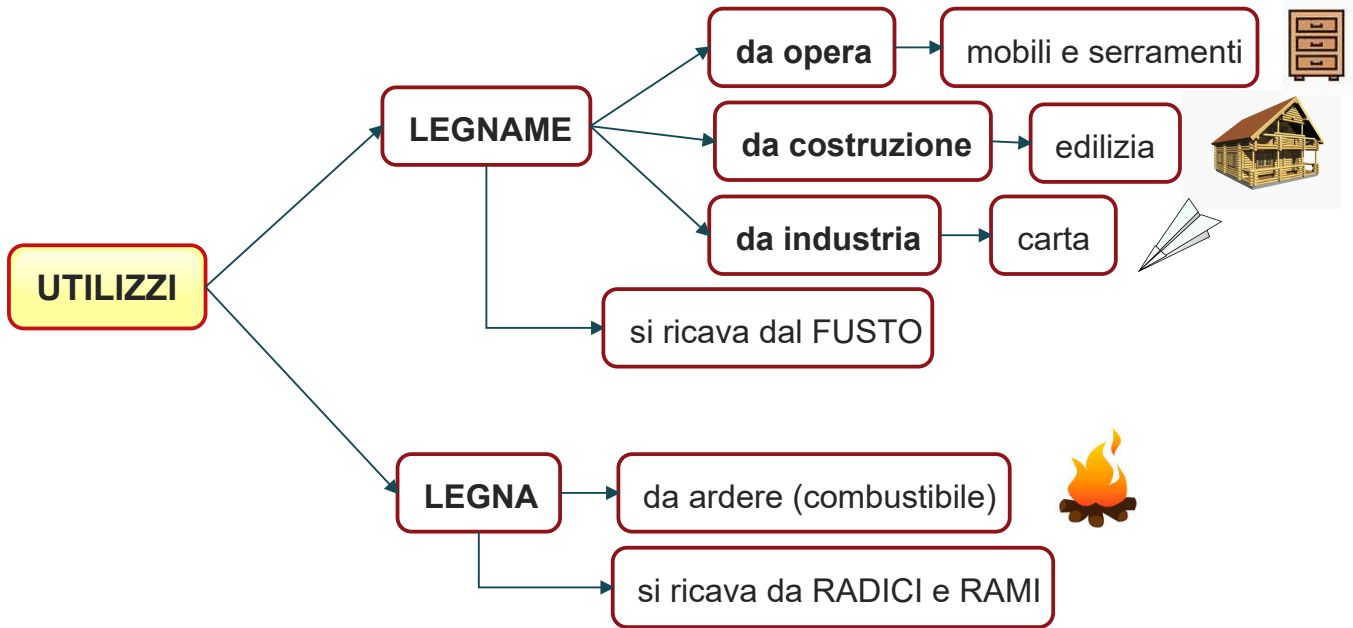 da opera
mobili e serramenti
LEGNAME
da costruzione
edilizia
da industria
carta
UTILIZZI
si ricava dal FUSTO
LEGNA
da ardere (combustibile)
si ricava da RADICI e RAMI